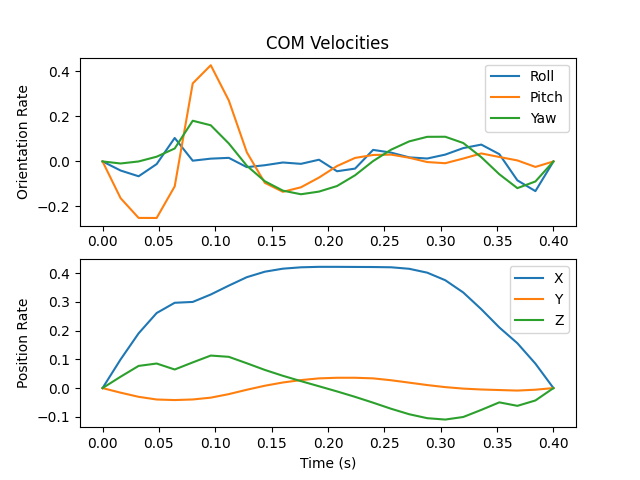 COM Velocities
Orientation Rate
0.4
0.2
0.0
−0.2
Roll
Pitch
Yaw
0.00 0.05 0.10 0.15 0.20 0.25 0.30 0.35 0.40
Position Rate
0.4
0.3
0.2
0.1
0.0
−0.1
X
Y
Z
0.00 0.05 0.10 0.15 0.20 0.25 0.30 0.35 0.40
Time (s)